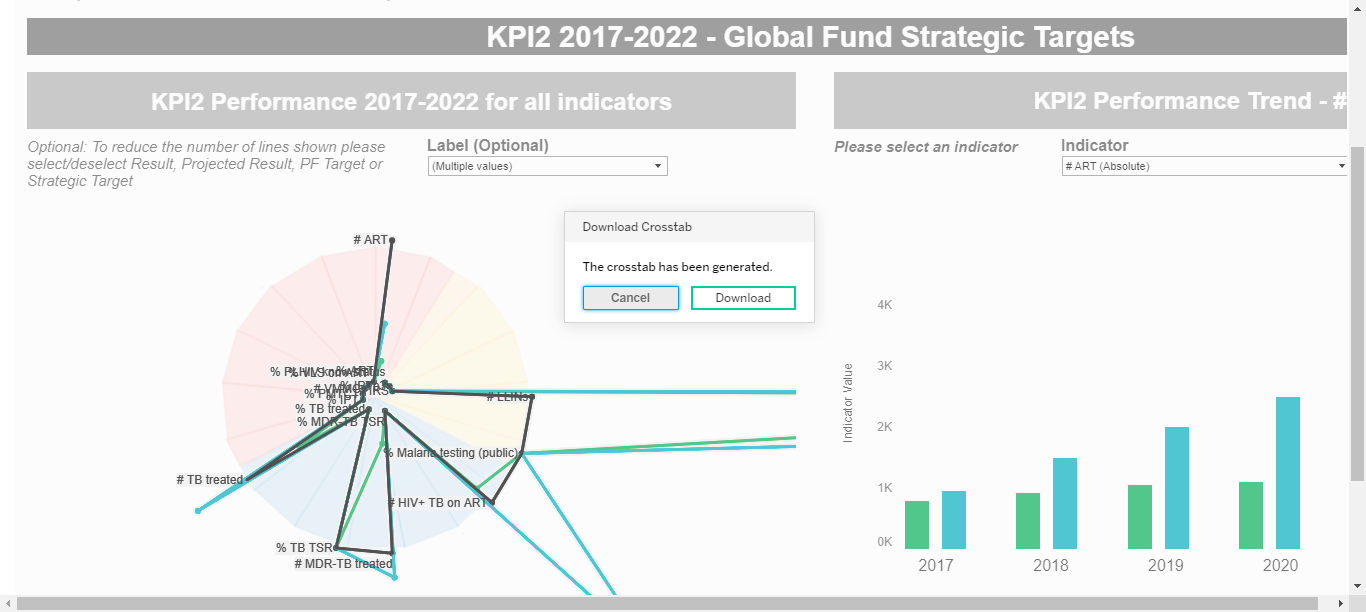 KPI2 2017-2022 - Global Fund Strategic Targets
KPI2 Performance 2017-2022 for all indicators
KPI2 Performance Trend - #
Optional: To reduce the number of lines shown please
select/deselect Result, Projected Result, PF Target or
Strategic Target
Label (Optional)
(Multiple values)
Please select an indicator
Indicator
# ART (Absolute)
Download Crosstab
The crosstab has been generated.
Cancel
Download
# ART
# LLINs
% TB treated
% MDR-TB TSR
% Malaria testing (public)
# TB treated
# HIV+ TB on ART
% TB TSR
# MDR-TB treated
Indicator Value
4K
3K
2K
1K
0K
2017
2018
2019
2020